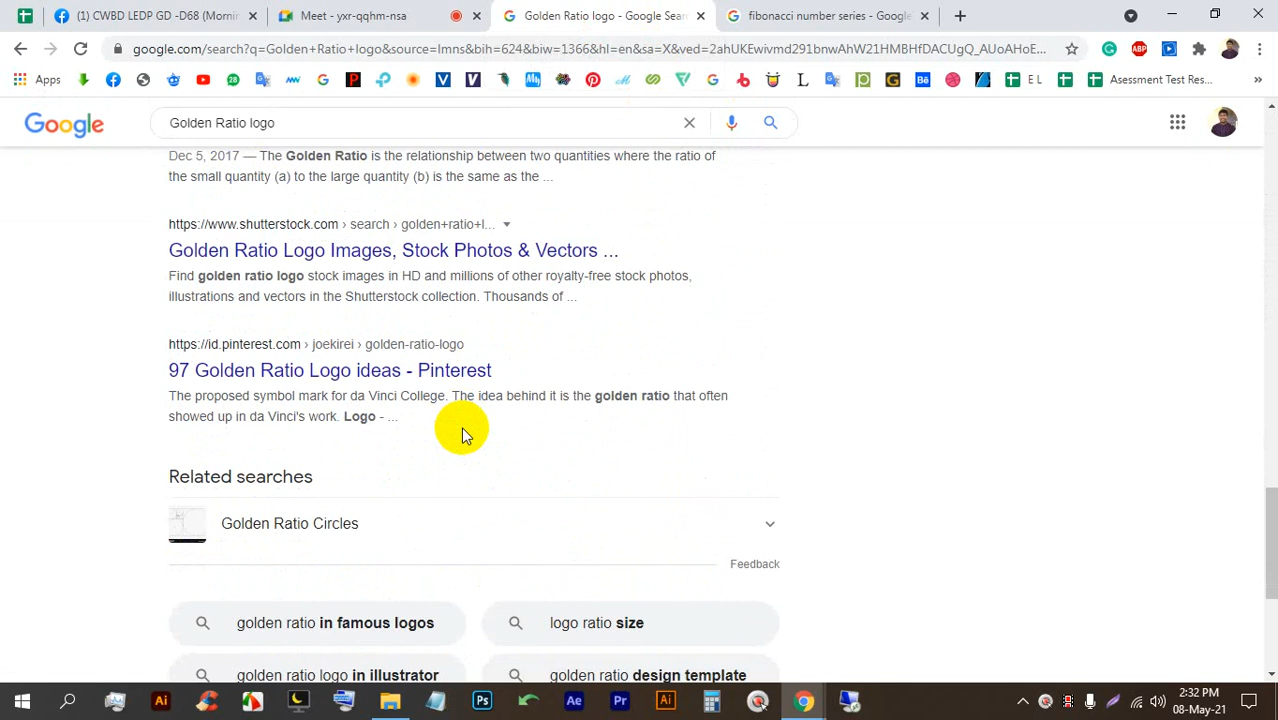 (1) CWBD LEDP GD -D68 (Mornin
Meet - yxr-qqhm-nsa
Golden Ratio logo - Google Sear
fibonacci number series - Google
google.com/search?q=Golden+Ratio+logo&source=lmns&bih=624&biw=1366&hl=en&sa=X&ved=2ahUKEwivmd291bnwAhW21HMBHfDACUgQ_AUoAHoE...
Apps
E L
Asessment Test Res...
Google
Golden Ratio logo
Dec 5, 2017 — The Golden Ratio is the relationship between two quantities where the ratio of
the small quantity (a) to the large quantity (b) is the same as the ...
https://www.shutterstock.com › search › golden+ratio+l...
Golden Ratio Logo Images, Stock Photos & Vectors ...
Find golden ratio logo stock images in HD and millions of other royalty-free stock photos,
illustrations and vectors in the Shutterstock collection. Thousands of ...
https://id.pinterest.com › joekirei › golden-ratio-logo
97 Golden Ratio Logo ideas - Pinterest
The proposed symbol mark for da Vinci College. The idea behind it is the golden ratio that often
showed up in da Vinci's work. Logo - ...
Related searches
Golden Ratio Circles
Feedback
golden ratio in famous logos
logo ratio size
golden ratio logo in illustrator
golden ratio design template
2:32 PM
08-May-21